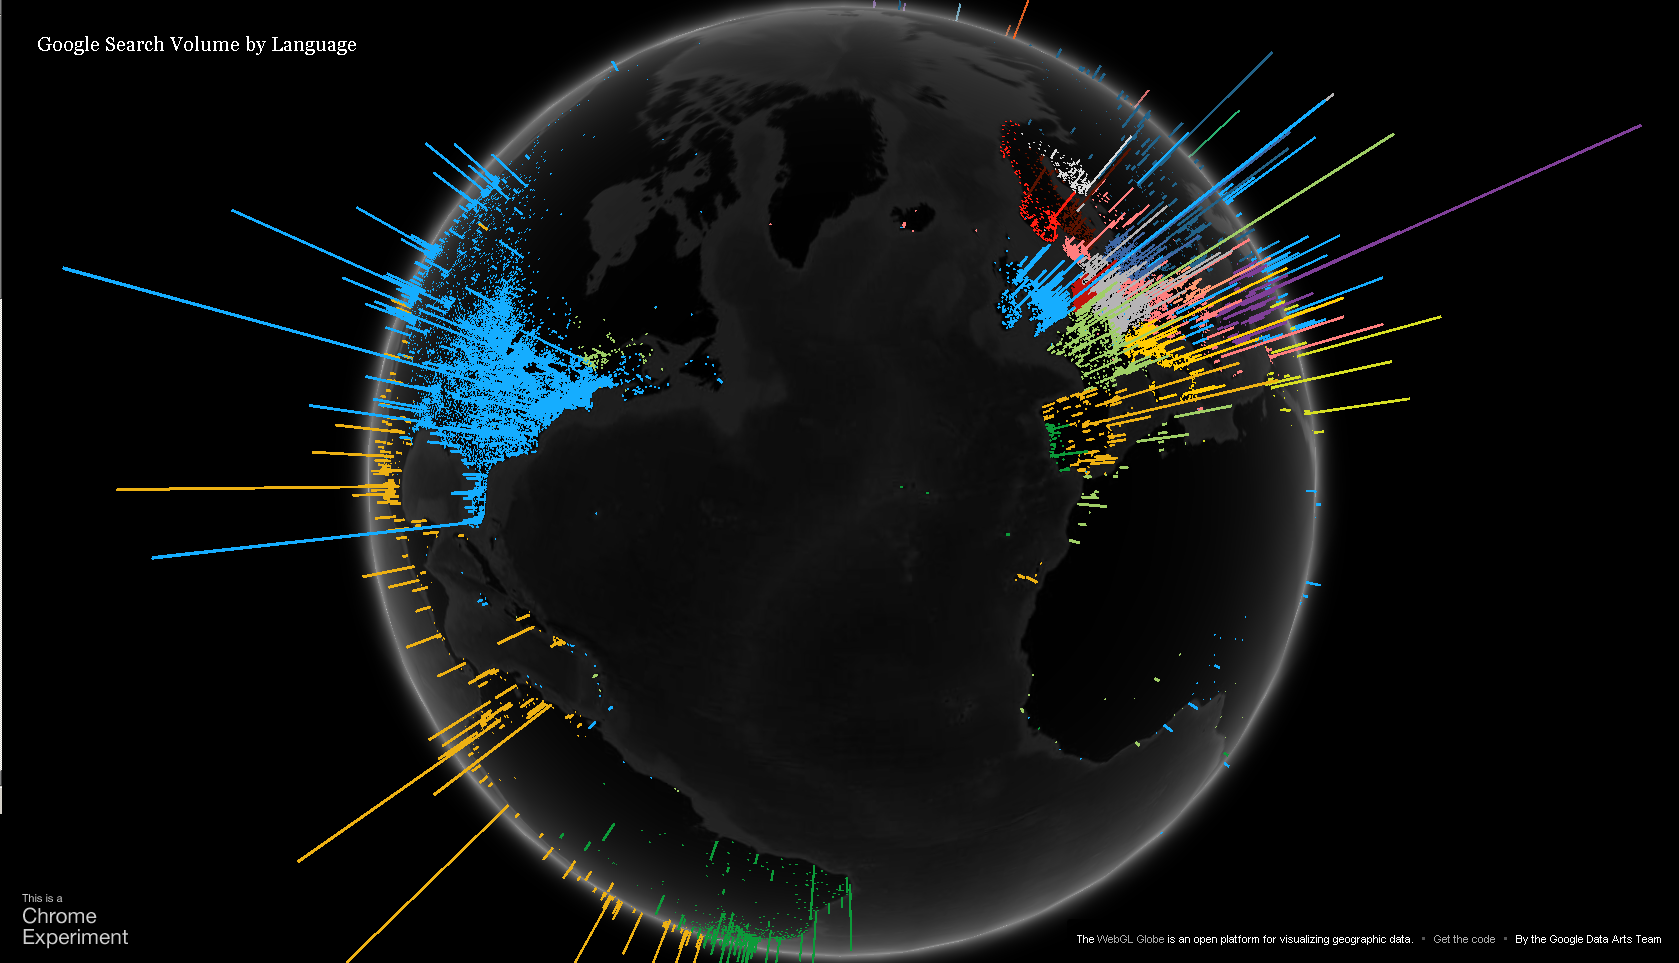 Google Search Volume by Language
This is a
Chrome
Experiment
The WebGL Globe is an open platform for visualizing geographic data. • Get the code • By the Google Data Arts Team